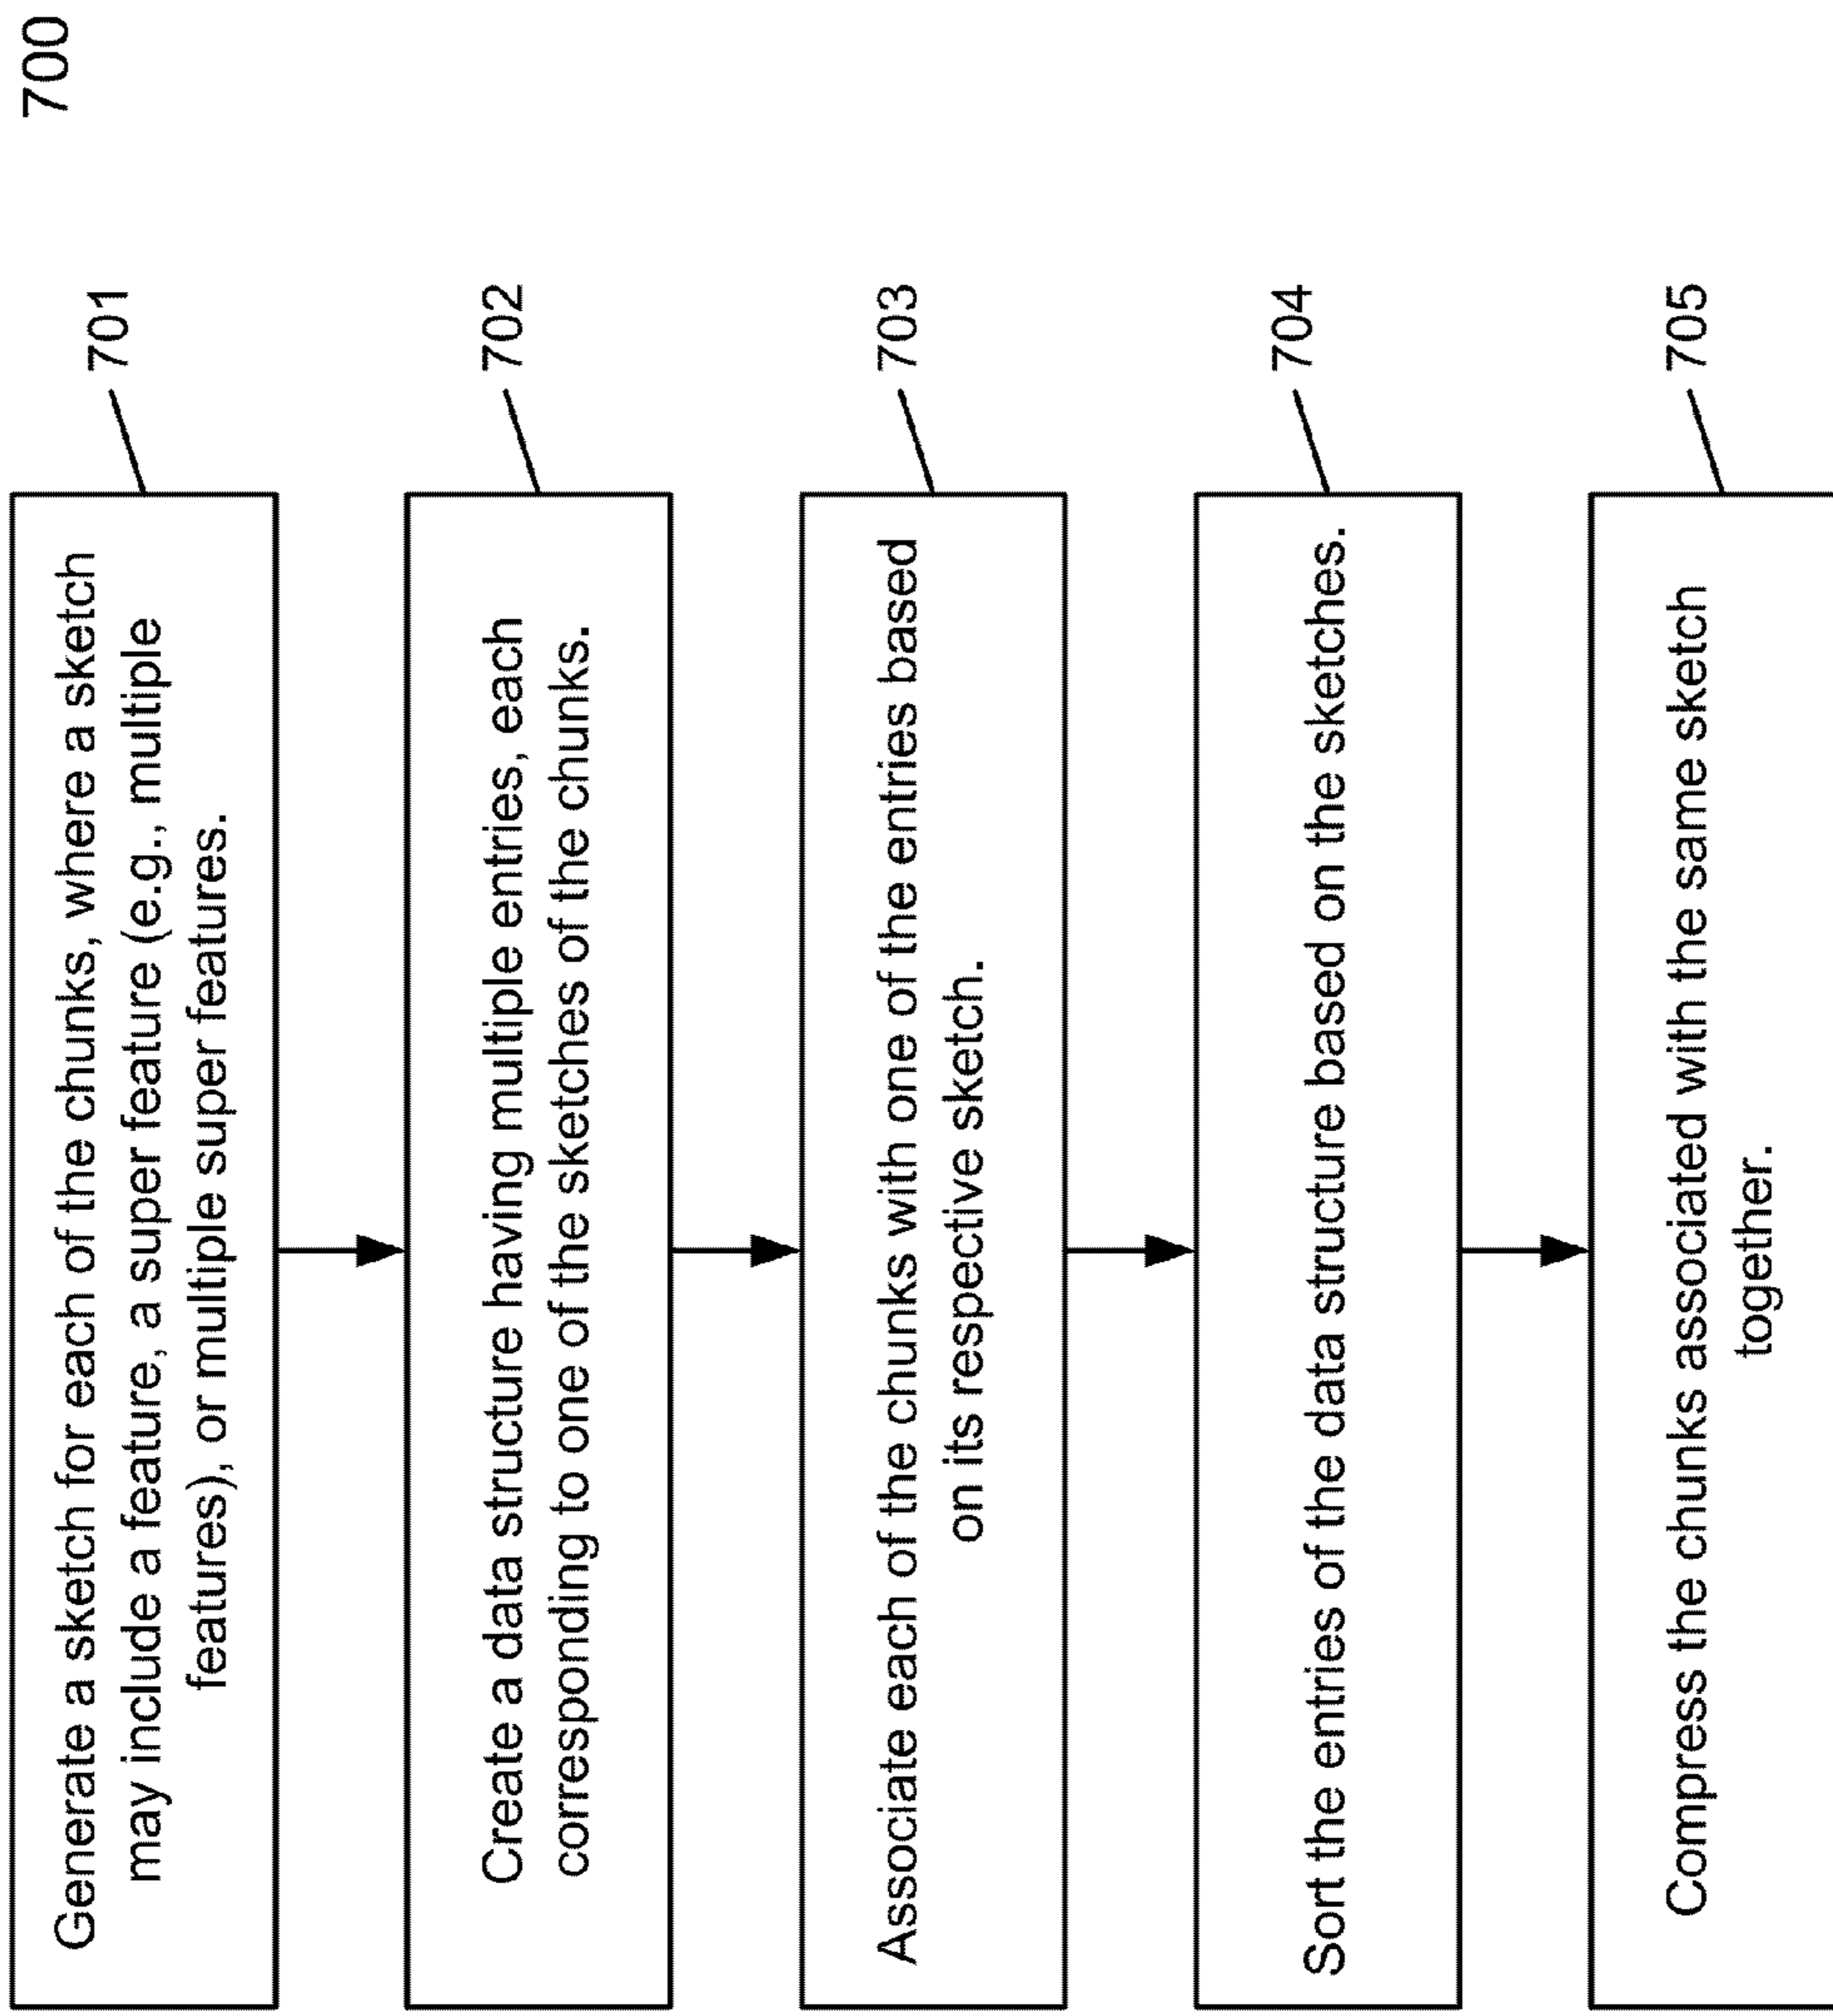 700
Generate a sketch for each of the chunks, where a sketch
may include a feature, a super feature (e.g., multiple
features), or multiple super features.
701
Create a data structure having multiple entries, each
corresponding to one of the sketches of the chunks.
702
Associate each of the chunks with one of the entries based
on its respective sketch.
703
Sort the entries of the data structure based on the sketches.
704
Compress the chunks associated with the same sketch
together.
705